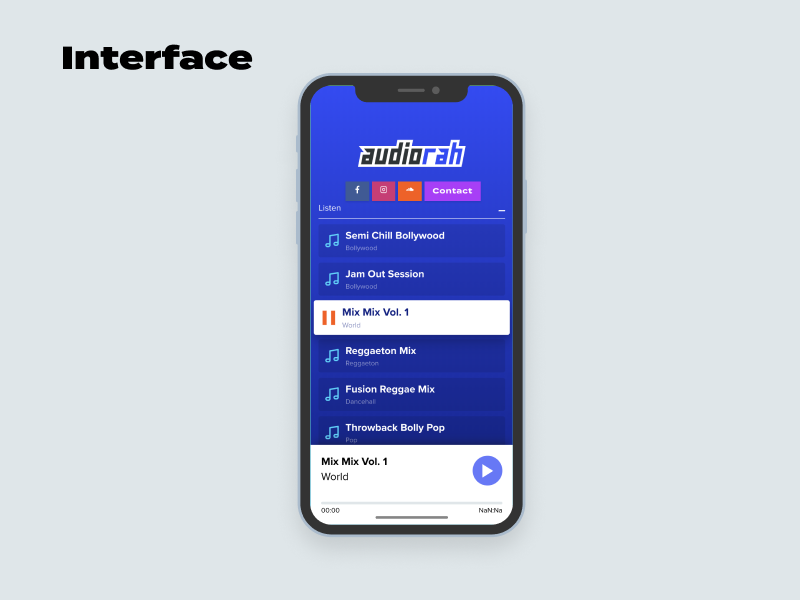 Interface
audiorah
Contact
Listen
Semi Chill Bollywood
Bollywood
Jam Out Session
Bollywood
Mix Mix Vol. 1
World
Reggaeton Mix
Reggaeton
Fusion Reggae Mix
Dancehall
Throwback Bolly Pop
Pop
Mix Mix Vol. 1
World
00:00 NaN:Na